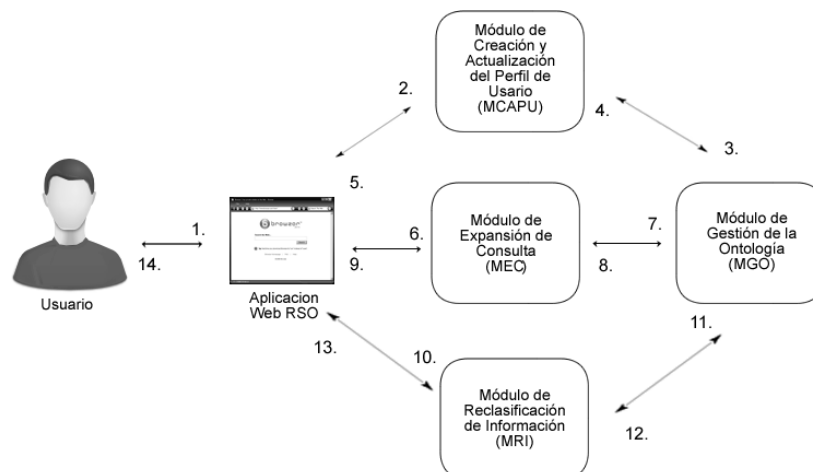 Módulo de
Creación y
Actualización
del Perfil de
Usario
(MCAPU)
2.
4.
3.
5.
1.
14.
6.
9.
browser
Módulo de
Expansión de
Consulta
(MEC)
7.
8.
Módulo de
Gestión de la
Ontología
(MGO)
Usuario
Aplicacion
Web RSO
13.
10.
11.
12.
Módulo de
Reclasificación
de Información
(MRI)